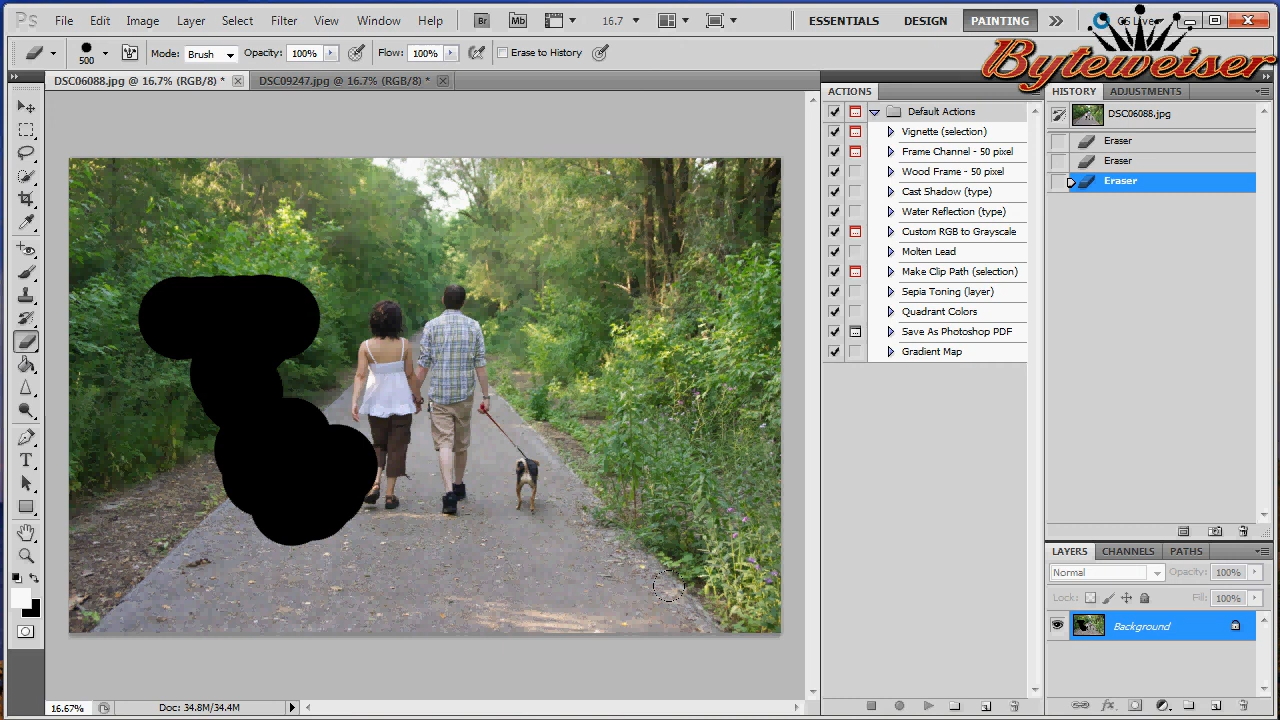 Ps File Edit Image Layer Select Filter View Window Help Br Mb 16.7 ESSENTIALS DESIGN PAINTING CS Live
Byteweiser
500 Mode: Brush Opacity: 100% Flow: 100% Erase to History
DSC06088.jpg @ 16.7% (RGB/8) * DSC09247.jpg @ 16.7% (RGB/8) *
ACTIONS
Default Actions
Vignette (selection)
Frame Channel - 50 pixel
Wood Frame - 50 pixel
Cast Shadow (type)
Water Reflection (type)
Custom RGB to Grayscale
Molten Lead
Make Clip Path (selection)
Sepia Toning (layer)
Quadrant Colors
Save As Photoshop PDF
Gradient Map
HISTORY ADJUSTMENTS
DSC06088.jpg
Eraser
Eraser
Eraser
LAYERS CHANNELS PATHS
Normal Opacity: 100%
Lock: Fill: 100%
Background
16.67% Doc: 34.8M/34.4M